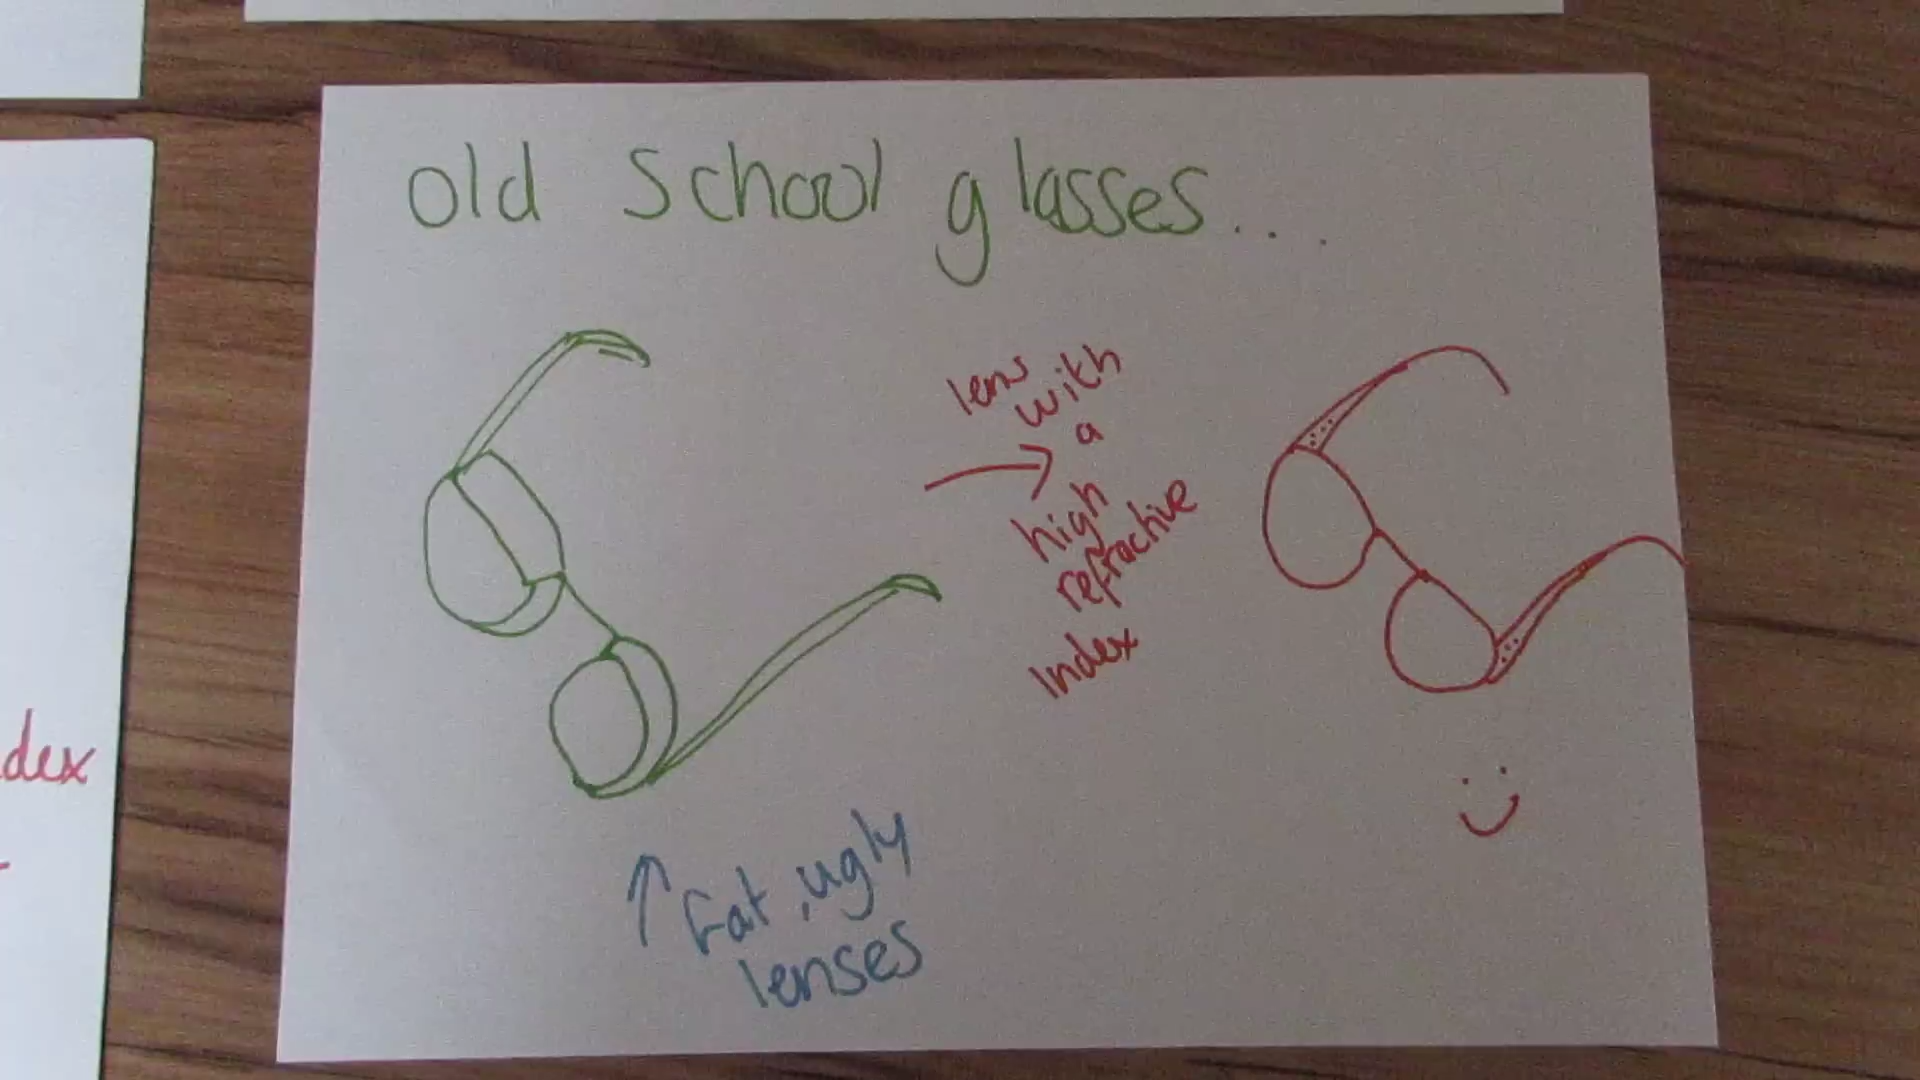 old school glasses...
lens
with
a
high
refractive
Index
fat, ugly
lenses
dex